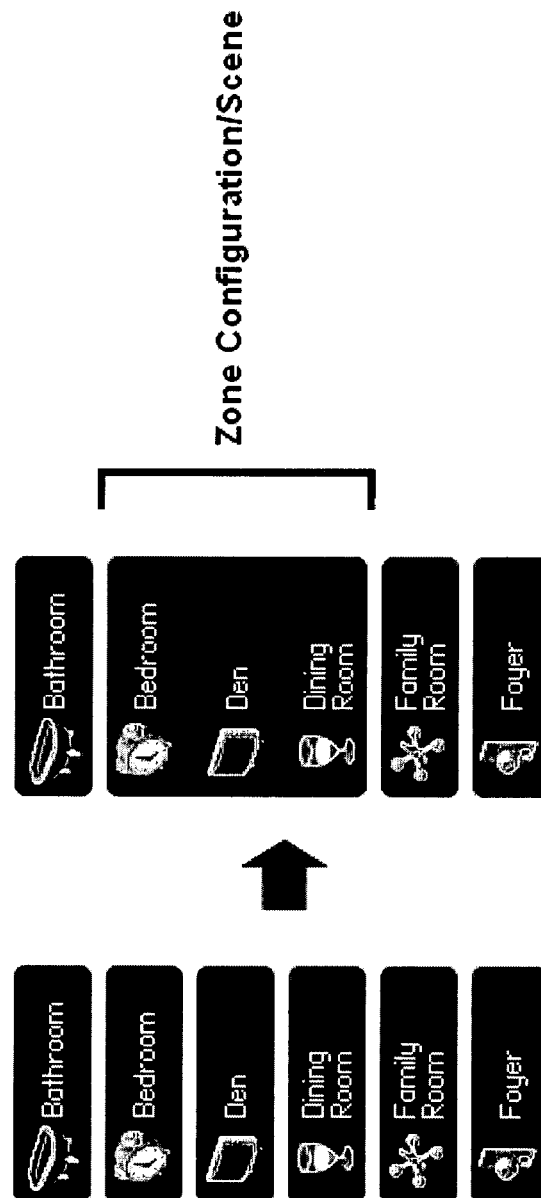 Bathroom
Bedroom
Den
Dining
Room
Family
Room
Foyer
Bathroom
Bedroom
Den
Dining
Room
Family
Room
Foyer
Zone Configuration/Scene